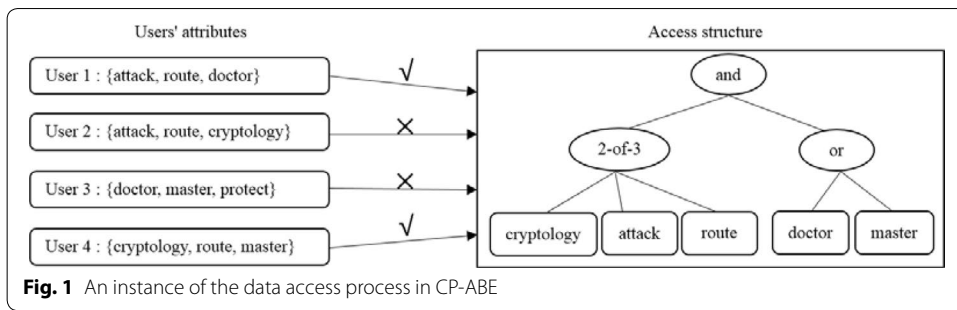 Users' attributes
Access structure
User 1 : {attack, route, doctor}
√
and
User 2 : {attack, route, cryptology}
×
2-of-3
or
User 3 : {doctor, master, protect}
×
User 4 : {cryptology, route, master}
√
cryptology
attack
route
doctor
master
Fig. 1 An instance of the data access process in CP-ABE